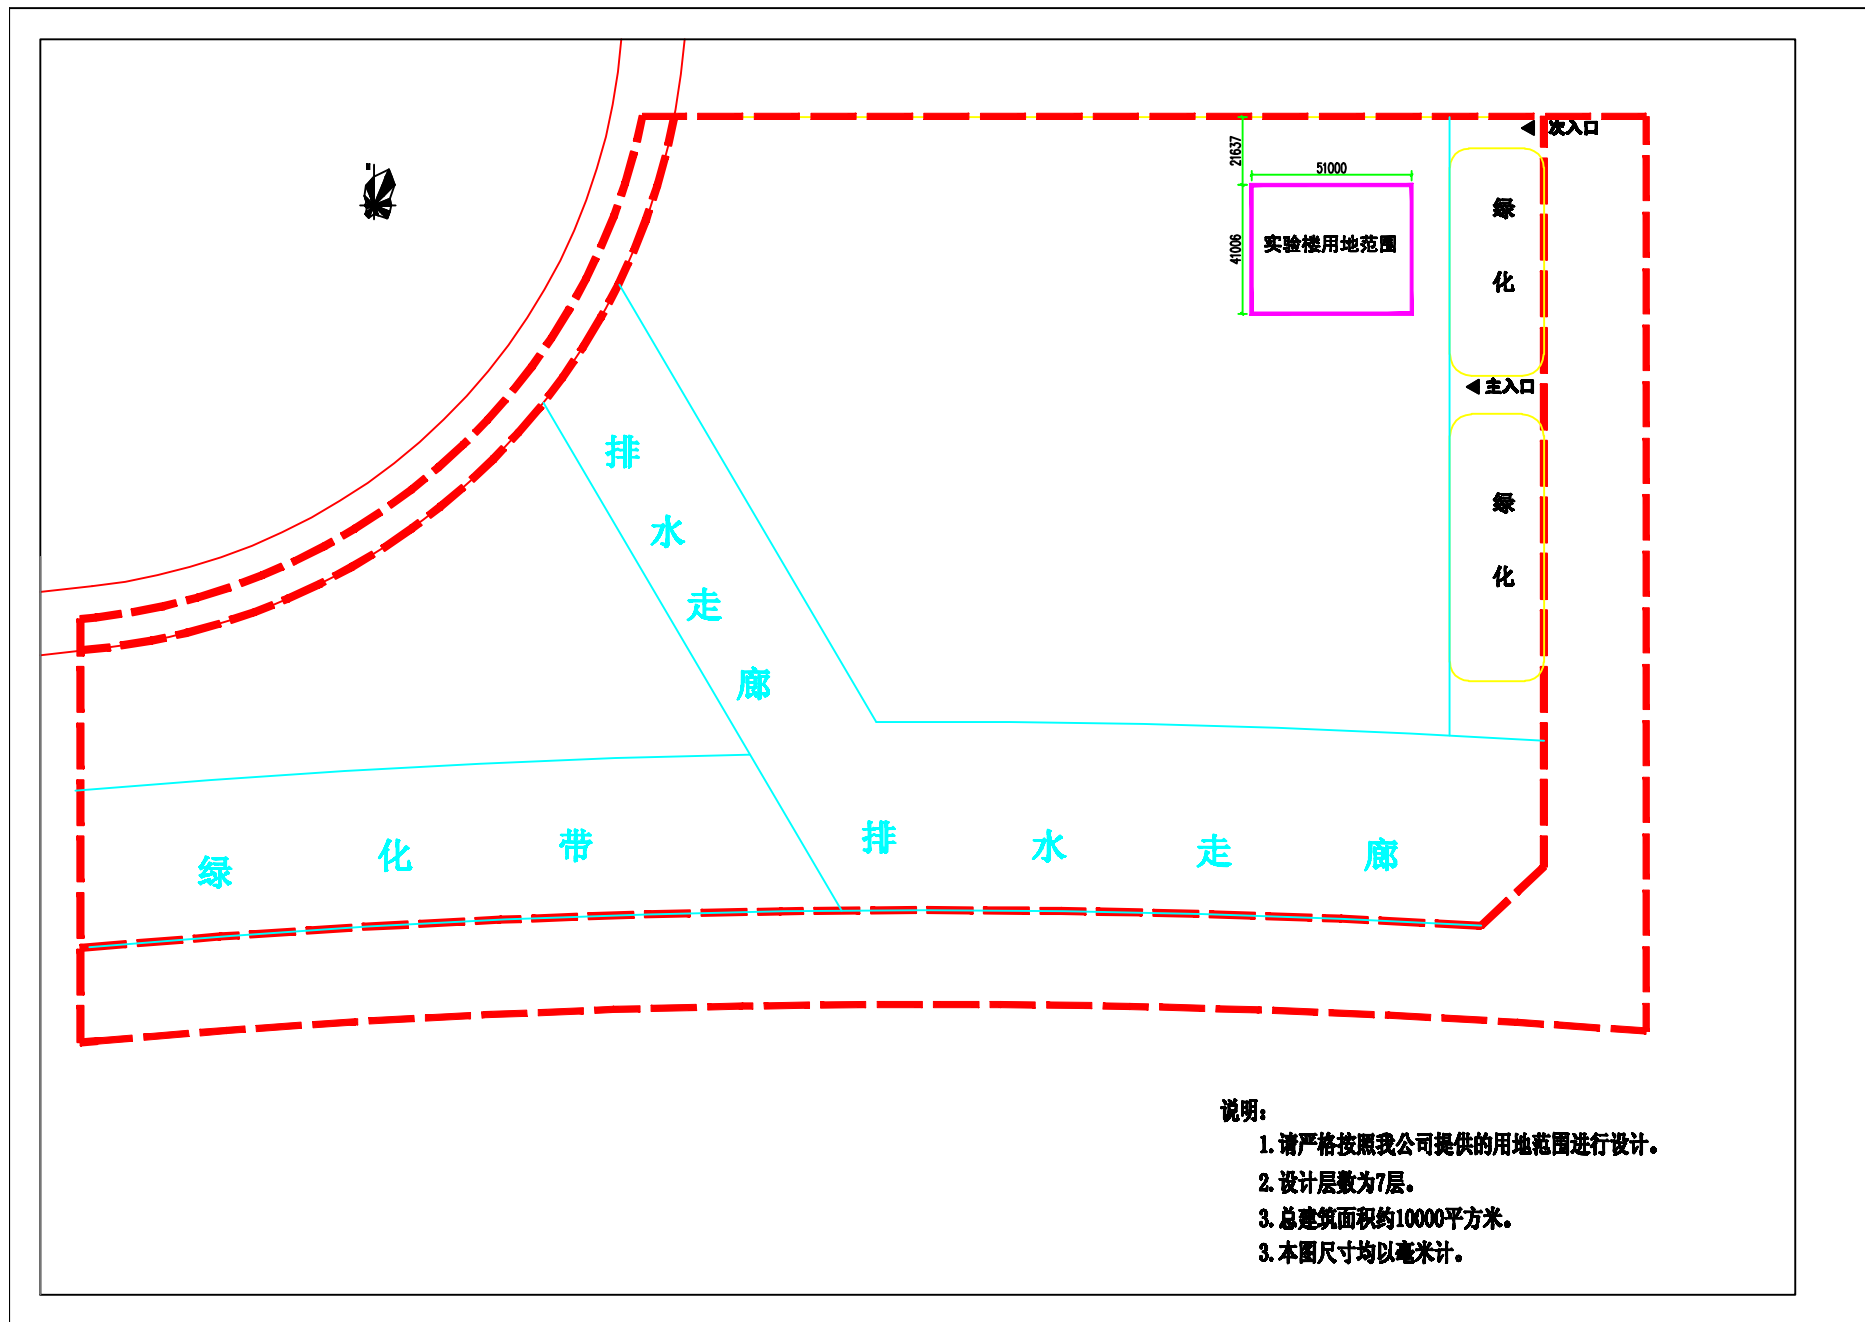 次入口
21637
51000
绿
化
41006
实验楼用地范围
主入口
排
水
走
廊
绿
化
绿 化 带
排 水 走 廊
说明：
1.请严格按照我公司提供的用地范围进行设计。
2.设计层数为7层。
3.总建筑面积约10000平方米。
3.本图尺寸均以毫米计。